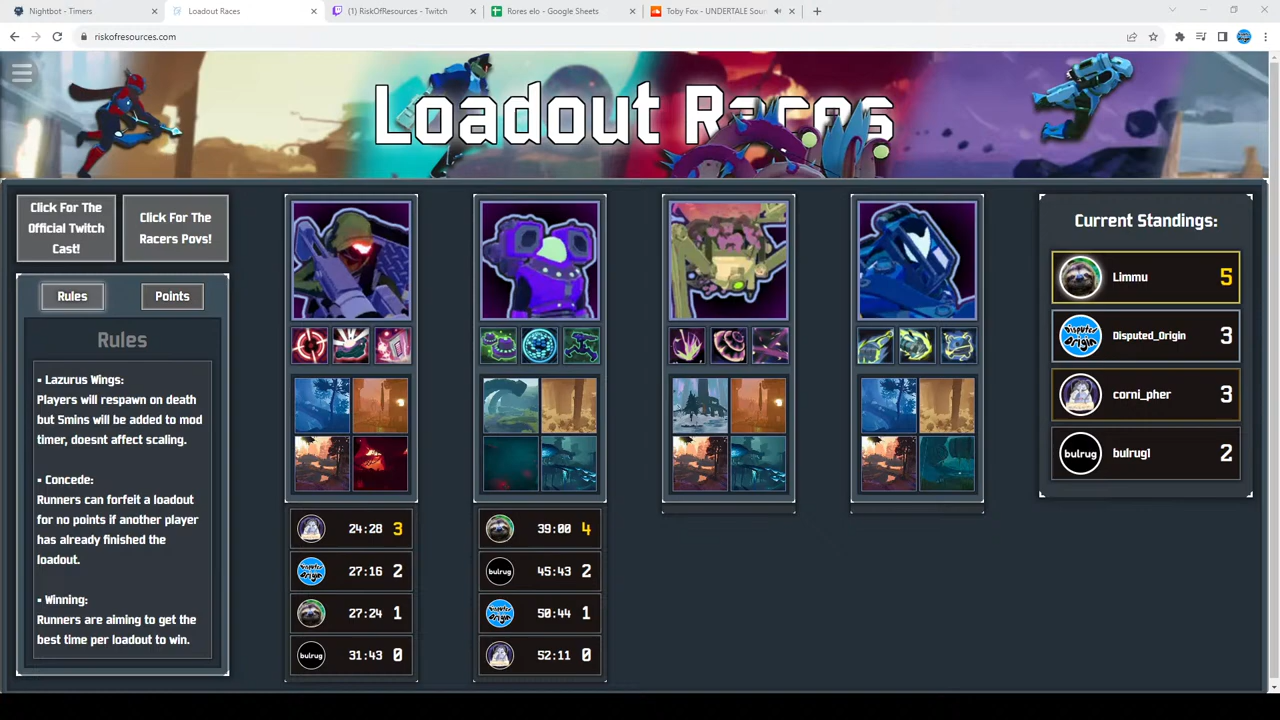 Nightbot - Timers
Loadout Races
(1) RiskOfResources - Twitch
Rores elo - Google Sheets
Toby Fox - UNDERTALE Soun
riskofresources.com
Loadout Races
Click For The
Official Twitch
Cast!
Click For The
Racers Povs!
Rules
Points
Rules
▪ Lazurus Wings:
Players will respawn on death
but 5mins will be added to mod
timer, doesnt affect scaling.
▪ Concede:
Runners can forfeit a loadout
for no points if another player
has already finished the
loadout.
▪ Winning:
Runners are aiming to get the
best time per loadout to win.
24:28 3
27:16 2
27:24 1
bulrug 31:43 0
39:00 4
bulrug 45:43 2
50:44 1
52:11 0
Current Standings:
Limmu 5
Disputed Origin Disputed_Origin 3
corni_pher 3
bulrug bulrug1 2